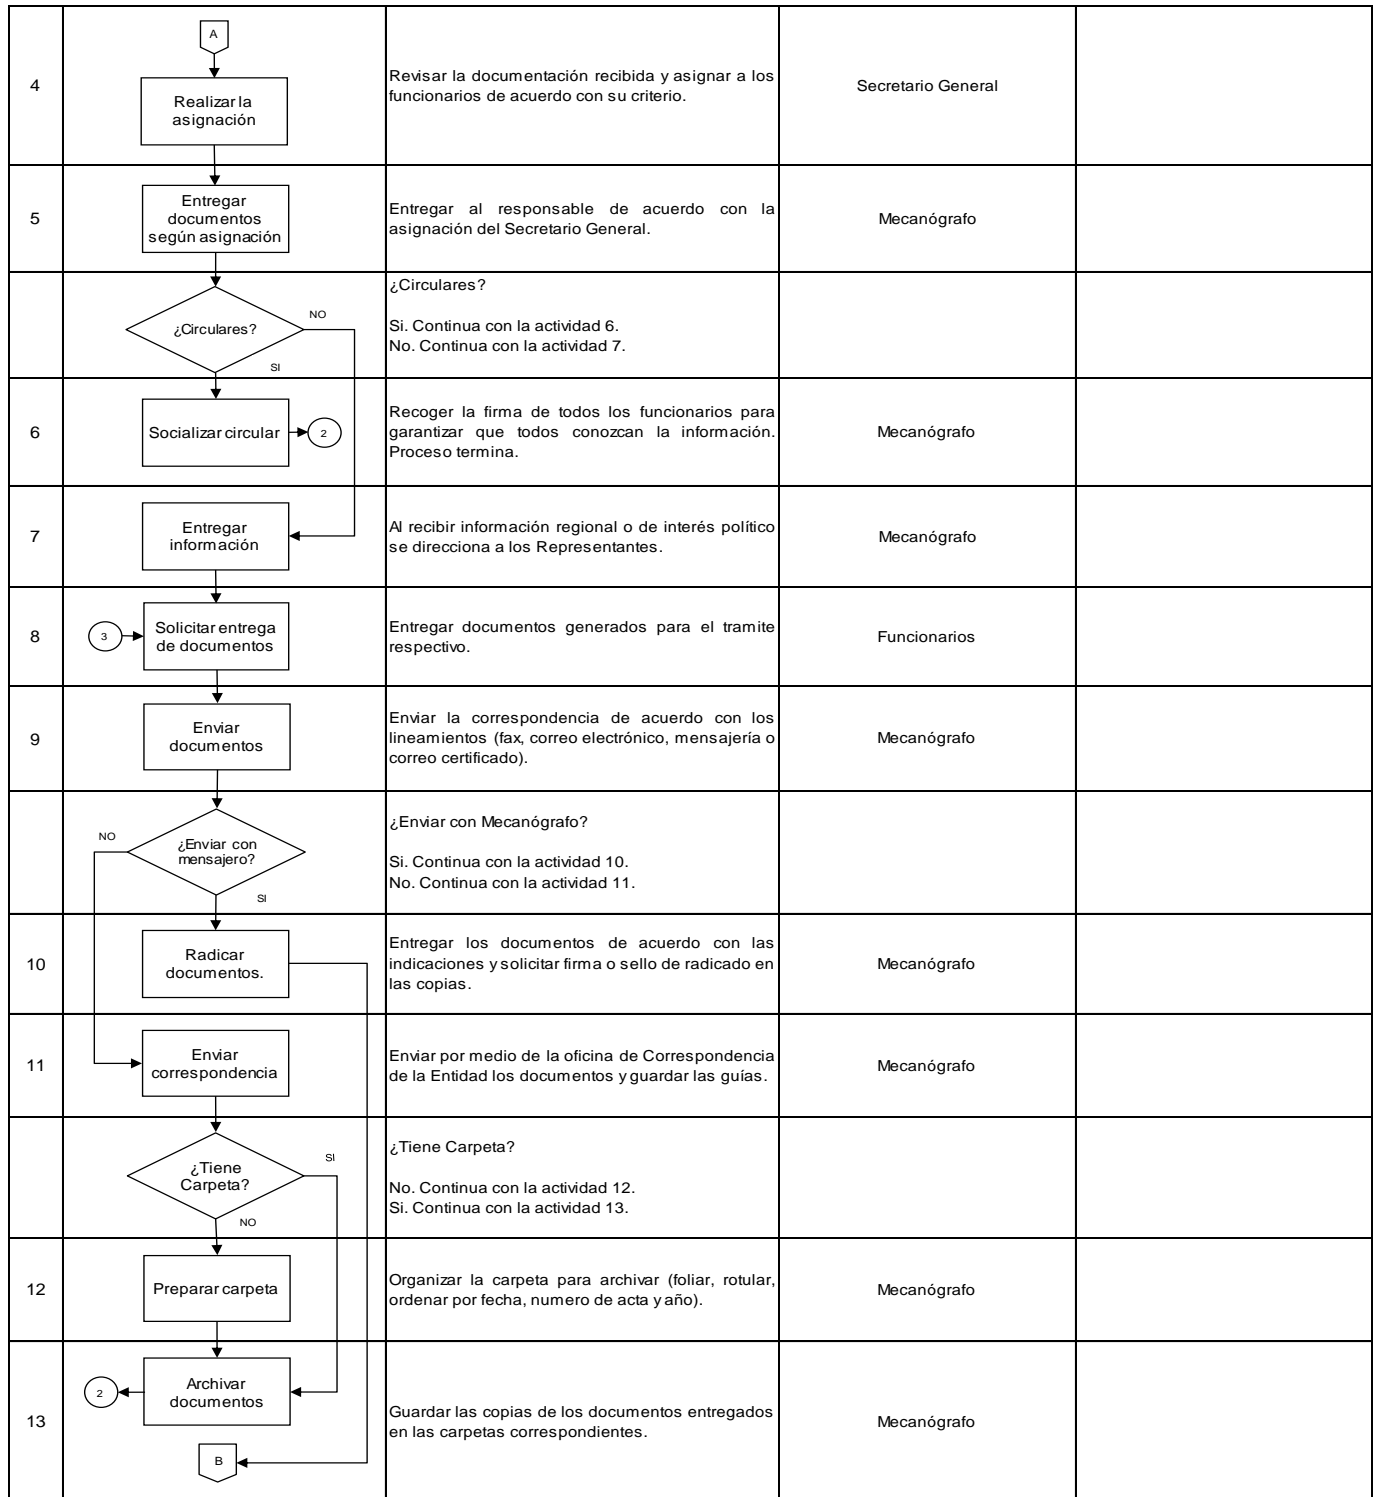 4
A
Realizar la
asignación
Revisar la documentación recibida y asignar a los
funcionarios de acuerdo con su criterio.
Secretario General
5
Entregar
documentos
según asignación
Entregar al responsable de acuerdo con la
asignación del Secretario General.
Mecanógrafo
¿Circulares?
NO
SI
¿Circulares?
Si. Continua con la actividad 6.
No. Continua con la actividad 7.
6
Socializar circular
2
Recoger la firma de todos los funcionarios para
garantizar que todos conozcan la información.
Proceso termina.
Mecanógrafo
7
Entregar
información
Al recibir información regional o de interés político
se direcciona a los Representantes.
Mecanógrafo
8
3
Solicitar entrega
de documentos
Entregar documentos generados para el tramite
respectivo.
Funcionarios
9
Enviar
documentos
Enviar la correspondencia de acuerdo con los
lineamientos (fax, correo electrónico, mensajería o
correo certificado).
Mecanógrafo
NO
¿Enviar con
mensajero?
SI
¿Enviar con Mecanógrafo?
Si. Continua con la actividad 10.
No. Continua con la actividad 11.
10
Radicar
documentos.
Entregar los documentos de acuerdo con las
indicaciones y solicitar firma o sello de radicado en
las copias.
Mecanógrafo
11
Enviar
correspondencia
Enviar por medio de la oficina de Correspondencia
de la Entidad los documentos y guardar las guías.
Mecanógrafo
¿Tiene
Carpeta?
SI
NO
¿Tiene Carpeta?
No. Continua con la actividad 12.
Si. Continua con la actividad 13.
12
Preparar carpeta
Organizar la carpeta para archivar (foliar, rotular,
ordenar por fecha, numero de acta y año).
Mecanógrafo
13
2
Archivar
documentos
B
Guardar las copias de los documentos entregados
en las carpetas correspondientes.
Mecanógrafo